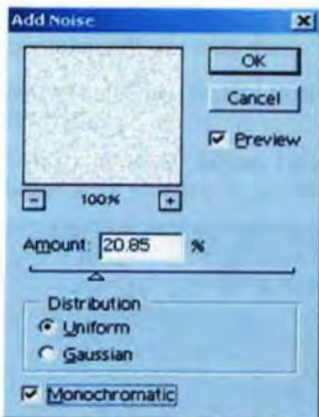 Add Noise
OK
Cancel
Preview
- 100% +
Amount: 20.85 %
Distribution
Uniform
Gaussian
Monochromatic